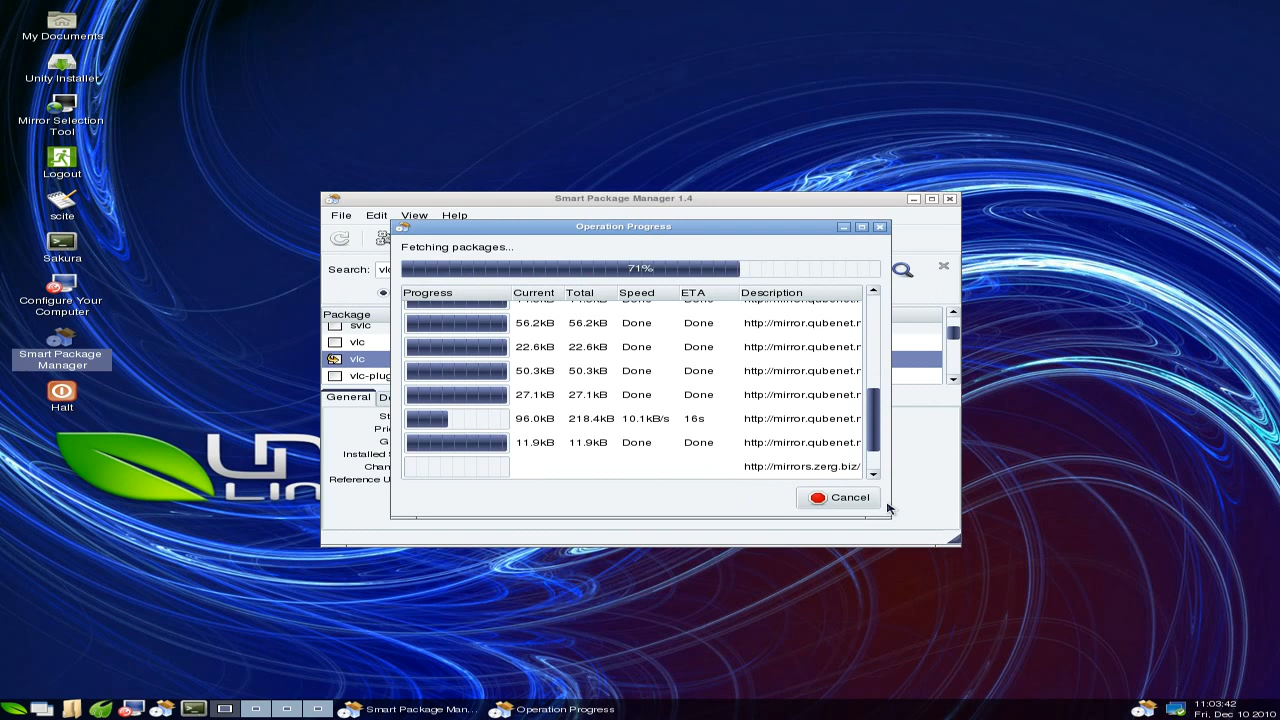 My Documents
Unity Installer
Mirror Selection
Tool
Logout
scite
Sakura
Configure Your
Computer
Smart Package
Manager
Halt
Smart Package Manager 1.4
File Edit View Help
Search:
Package
svlc
vlc
vlc
vlc-plug
General
Installed S
Reference U
Operation Progress
Fetching packages...
71%
Progress Current Total Speed ETA Description
56.2kB 56.2kB Done Done http://mirror.qubenet.r
22.6kB 22.6kB Done Done http://mirror.qubenet.r
50.3kB 50.3kB Done Done http://mirror.qubenet.r
27.1kB 27.1kB Done Done http://mirror.qubenet.r
96.0kB 218.4kB 10.1kB/s 16s http://mirror.qubenet.r
11.9kB 11.9kB Done Done http://mirror.qubenet.r
http://mirrors.zerg.biz/
Cancel
Smart Package Man... Operation Progress
11:03:42
Fri, Dec 10 2010